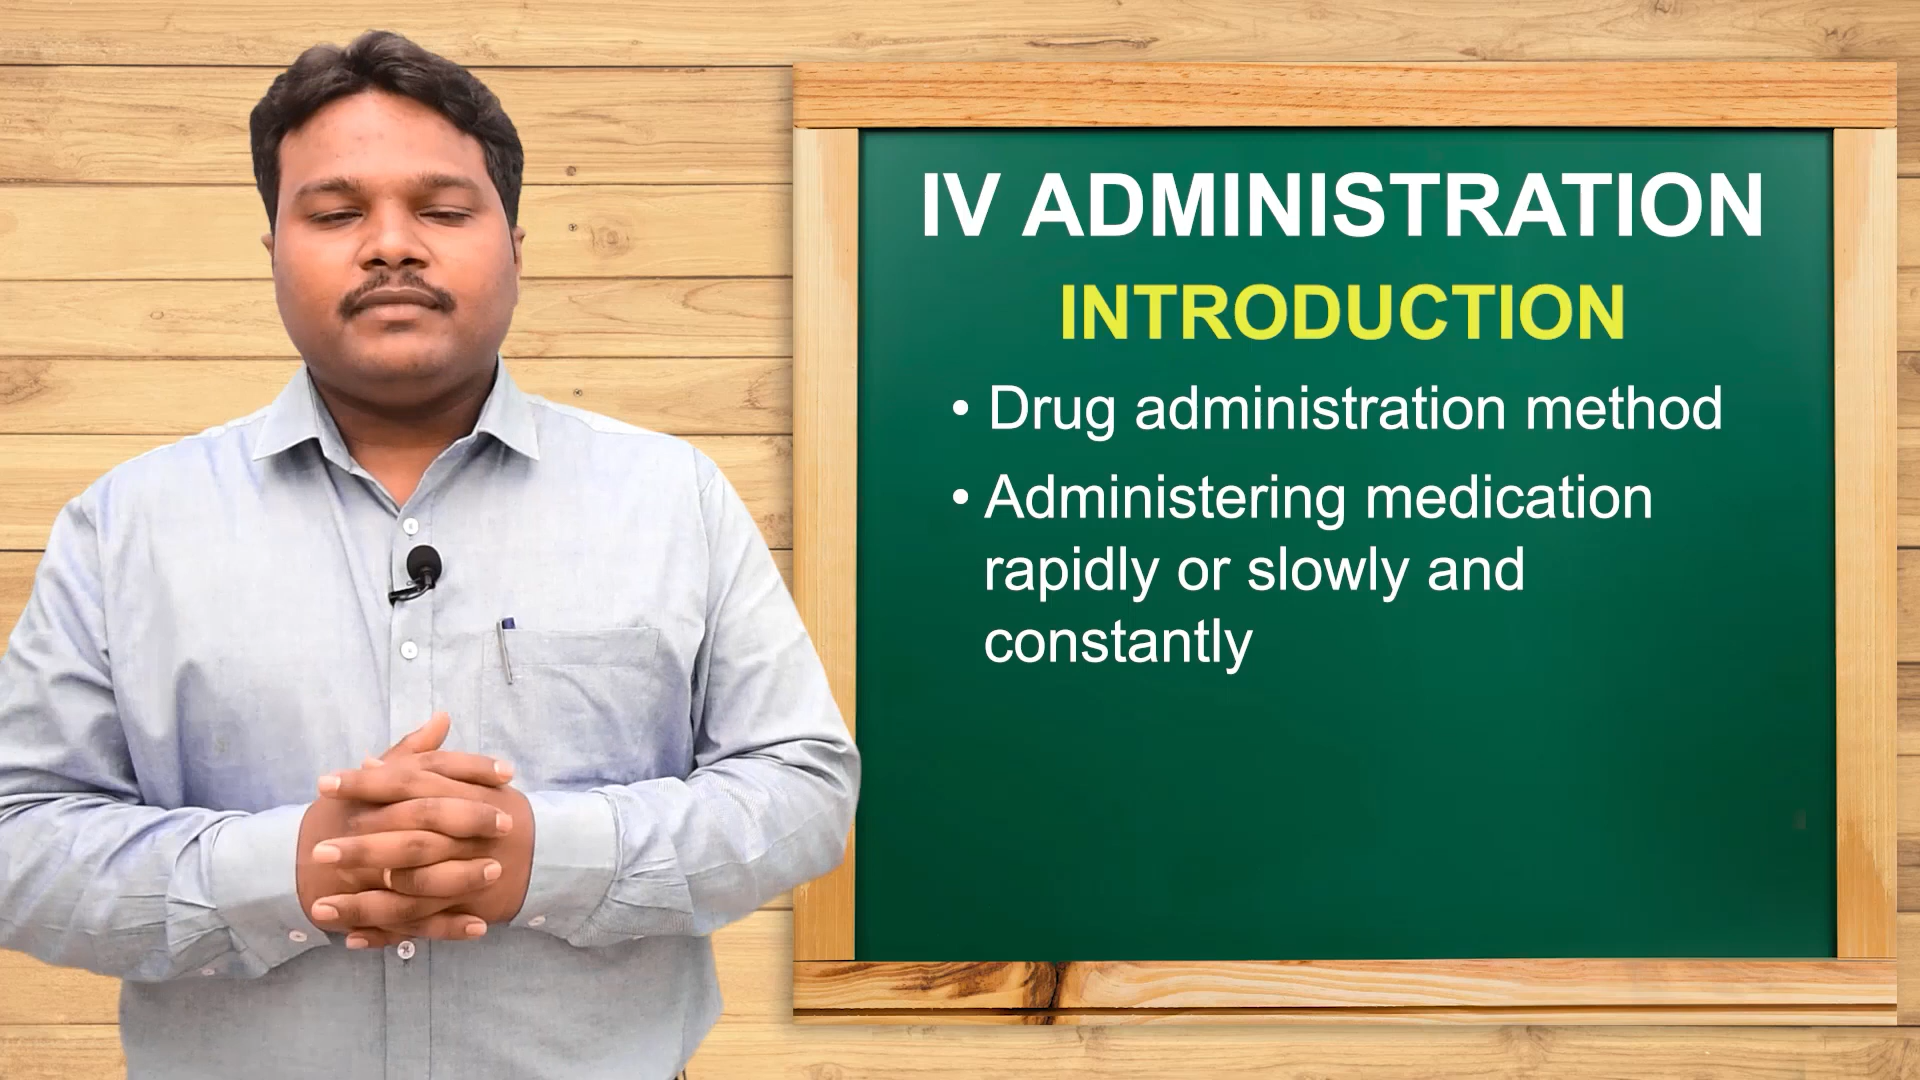 IV ADMINISTRATION
INTRODUCTION
• Drug administration method
• Administering medication
rapidly or slowly and
constantly